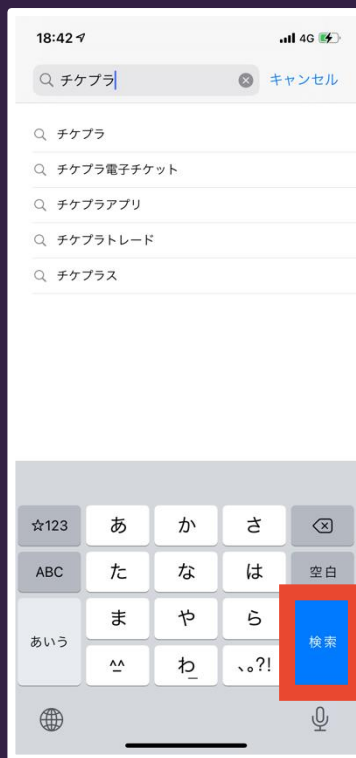 18:42 4G
チケプラ キャンセル
チケプラ
チケプラ電子チケット
チケプラアプリ
チケプラトレード
チケプラス
☆123 あ か さ
ABC た な は 空白
あいう ま や ら 検索
^^ わ_ 、。?!